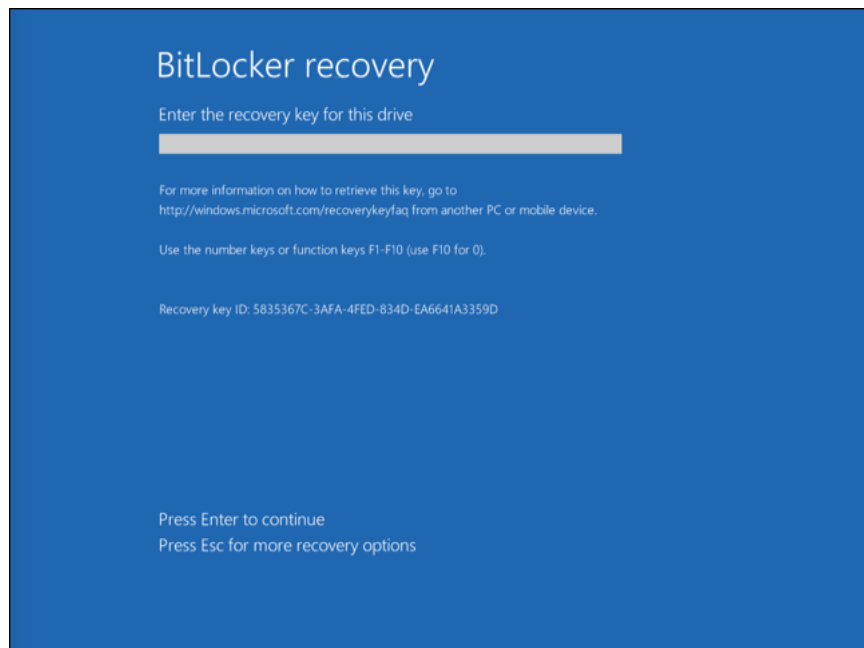 BitLocker recovery
Enter the recovery key for this drive
For more information on how to retrieve this key, go to
http://windows.microsoft.com/recoverykeyfaq from another PC or mobile device.
Use the number keys or function keys F1-F10 (use F10 for 0).
Recovery key ID: 5835367C-3AFA-4FED-834D-EA6641A3359D
Press Enter to continue
Press Esc for more recovery options